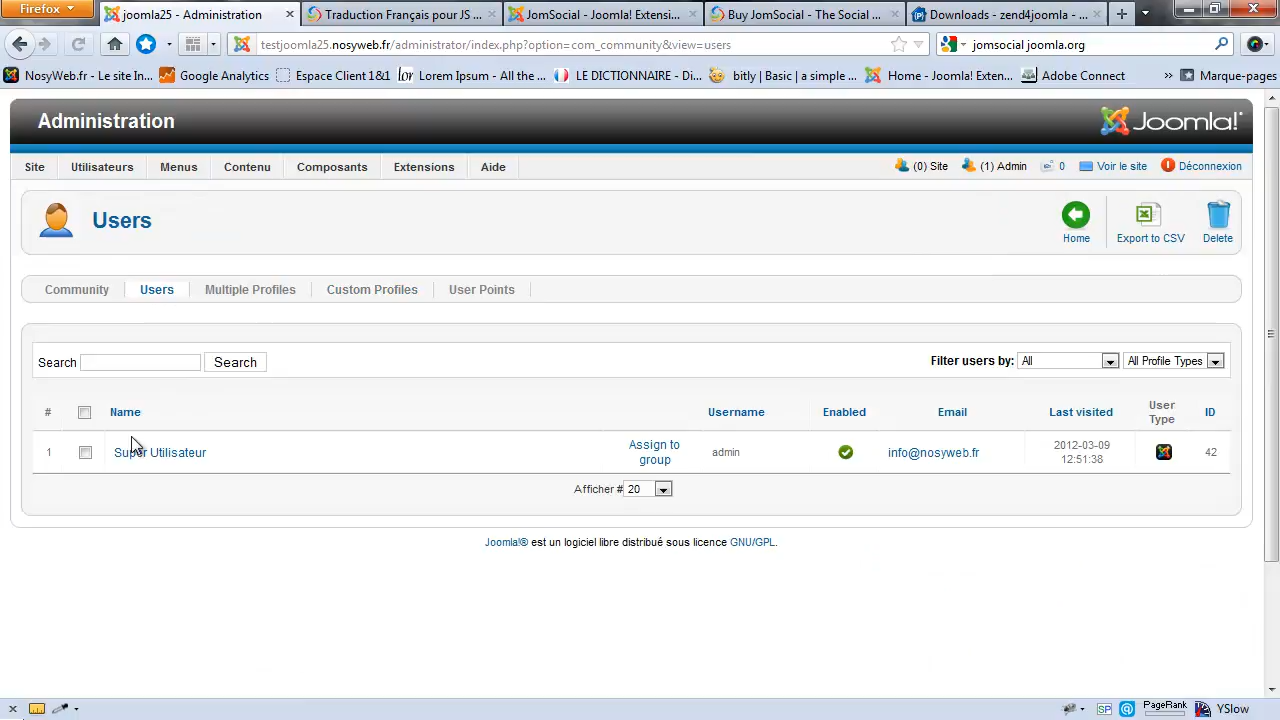 Firefox
joomla25 - Administration
Traduction Français pour JS ...
JomSocial - Joomla! Extensi...
Buy JomSocial - The Social ...
Downloads - zend4joomla - ...
testjoomla25.nosyweb.fr/administrator/index.php?option=com_community&view=users
jomsocial joomla.org
NosyWeb.fr - Le site In...
Google Analytics
Espace Client 1&1
Lorem Ipsum - All the ...
LE DICTIONNAIRE - Di...
bitly | Basic | a simple ...
Home - Joomla! Exten...
Adobe Connect
»
Marque-pages
Administration
Joomla!
Site Utilisateurs Menus Contenu Composants Extensions Aide
(0) Site (1) Admin 0 Voir le site Déconnexion
Users
Home Export to CSV Delete
Community Users Multiple Profiles Custom Profiles User Points
Search Search
Filter users by: All All Profile Types
# Name Username Enabled Email Last visited User Type ID
1 Super Utilisateur Assign to group admin info@nosyweb.fr 2012-03-09 12:51:38 42
Afficher # 20
Joomla!® est un logiciel libre distribué sous licence GNU/GPL.
SP PageRank YSlow